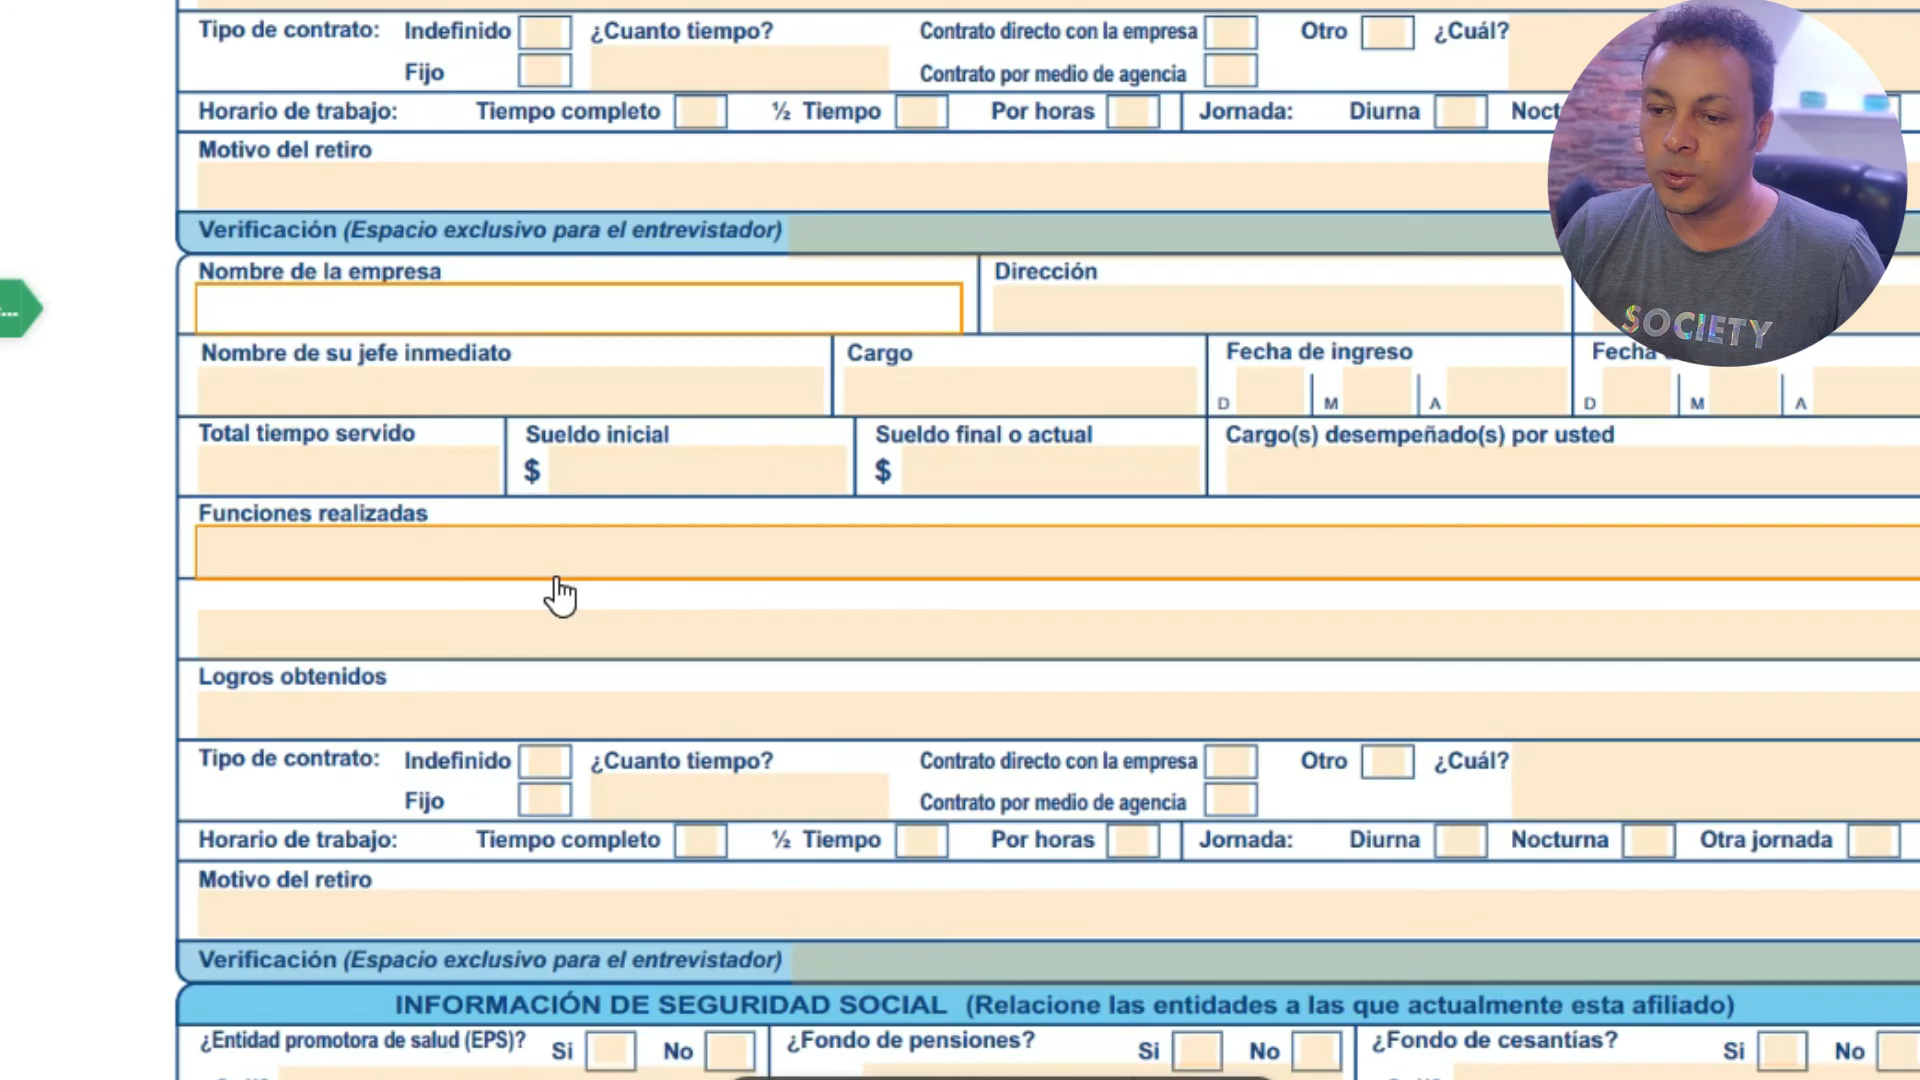 Tipo de contrato: Indefinido ¿Cuanto tiempo? Contrato directo con la empresa Otro ¿Cuál?
Fijo Contrato por medio de agencia
Horario de trabajo: Tiempo completo ½ Tiempo Por horas Jornada: Diurna
Motivo del retiro
Verificación (Espacio exclusivo para el entrevistador)
Nombre de la empresa Dirección
SOCIETY
Nombre de su jefe inmediato Cargo Fecha de ingreso Fecha
D M A D M A
Total tiempo servido Sueldo inicial Sueldo final o actual Cargo(s) desempeñado(s) por usted
$ $
Funciones realizadas
Logros obtenidos
Tipo de contrato: Indefinido ¿Cuanto tiempo? Contrato directo con la empresa Otro ¿Cuál?
Fijo Contrato por medio de agencia
Horario de trabajo: Tiempo completo ½ Tiempo Por horas Jornada: Diurna Nocturna Otra jornada
Motivo del retiro
Verificación (Espacio exclusivo para el entrevistador)
INFORMACIÓN DE SEGURIDAD SOCIAL (Relacione las entidades a las que actualmente esta afiliado)
¿Entidad promotora de salud (EPS)? Si No ¿Fondo de pensiones? Si No ¿Fondo de cesantías? Si No